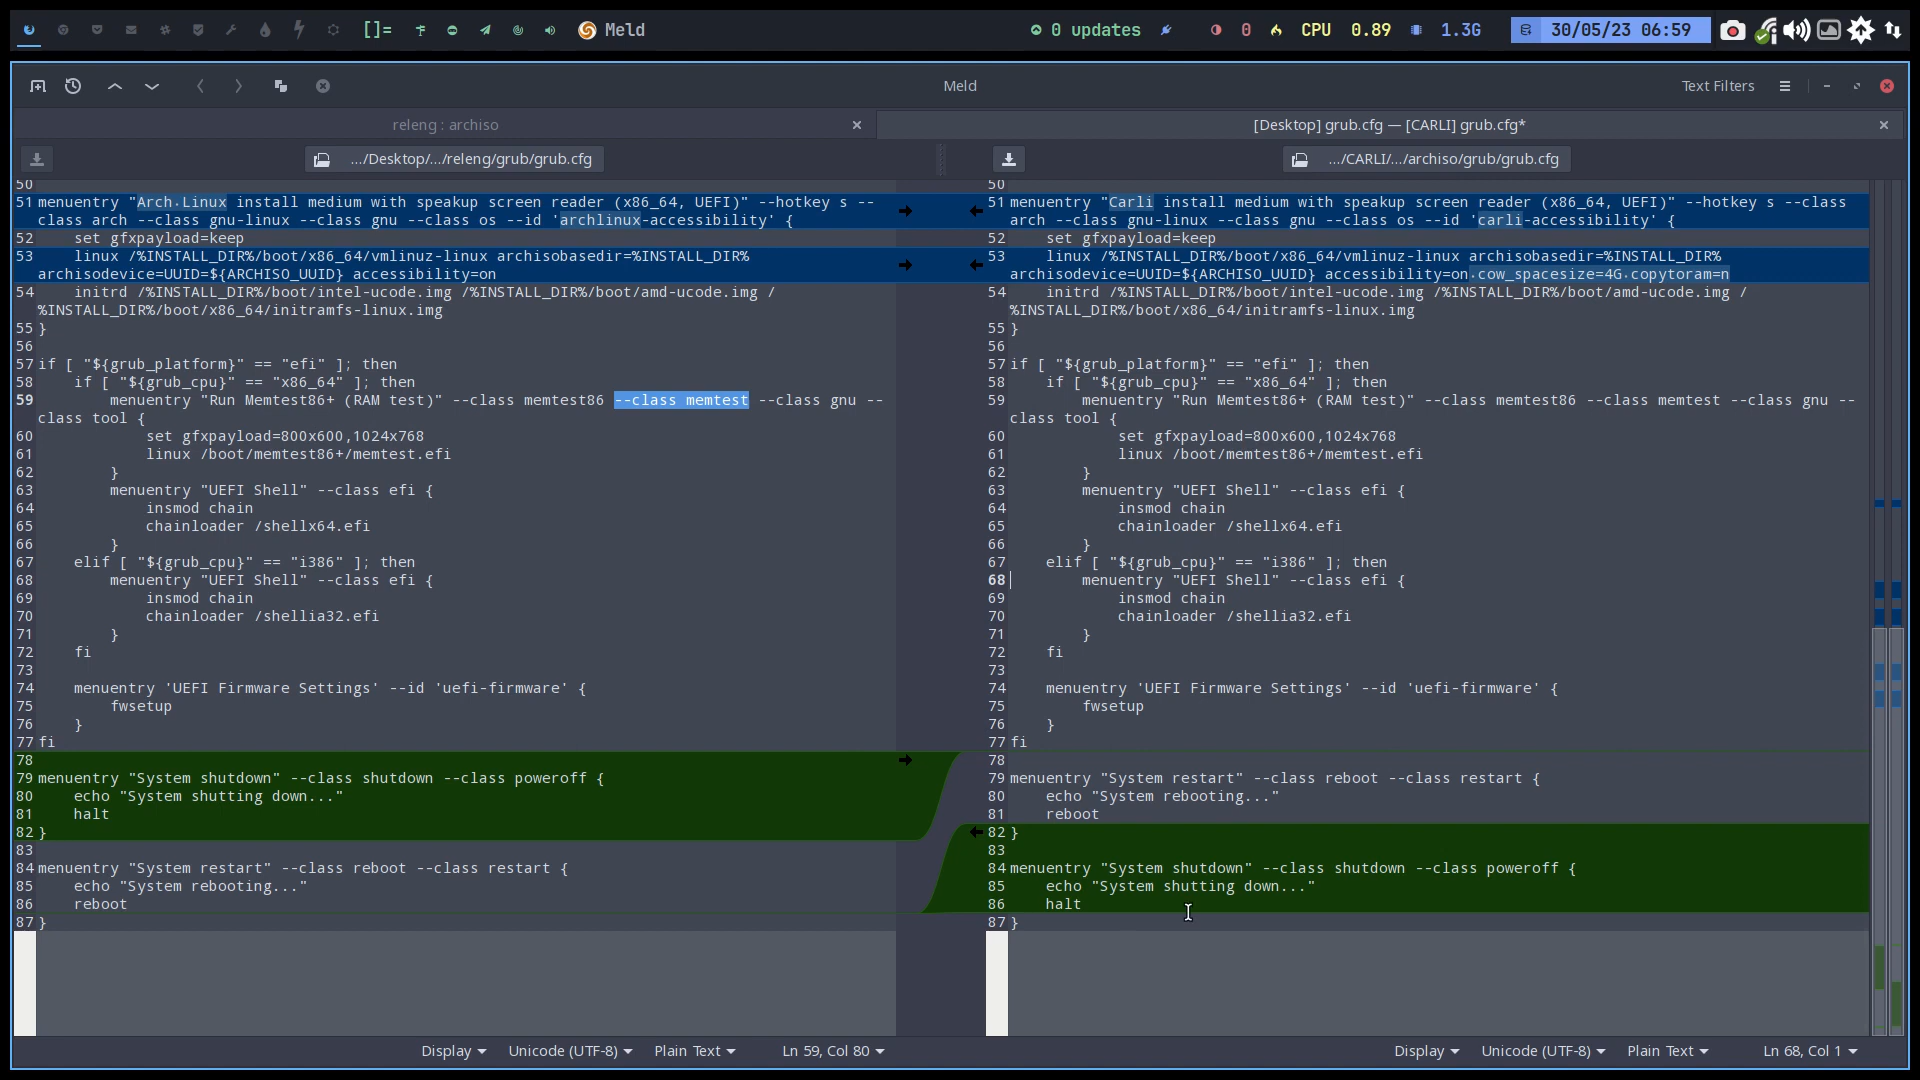 []=
Meld
0 updates
0
CPU 0.89
1.3G
30/05/23 06:59
Meld
Text Filters
releng : archiso
[Desktop] grub.cfg — [CARLI] grub.cfg*
.../Desktop/.../releng/grub/grub.cfg
.../CARLI/.../archiso/grub/grub.cfg
50
51 menuentry "Arch·Linux install medium with speakup screen reader (x86_64, UEFI)" --hotkey s --
class arch --class gnu-linux --class gnu --class os --id 'archlinux-accessibility' {
52 set gfxpayload=keep
53 linux /%INSTALL_DIR%/boot/x86_64/vmlinuz-linux archisobasedir=%INSTALL_DIR%
archisodevice=UUID=${ARCHISO_UUID} accessibility=on
54 initrd /%INSTALL_DIR%/boot/intel-ucode.img /%INSTALL_DIR%/boot/amd-ucode.img /
%INSTALL_DIR%/boot/x86_64/initramfs-linux.img
55 }
56
57 if [ "${grub_platform}" == "efi" ]; then
58 if [ "${grub_cpu}" == "x86_64" ]; then
59 menuentry "Run Memtest86+ (RAM test)" --class memtest86 --class memtest --class gnu --
class tool {
60 set gfxpayload=800x600,1024x768
61 linux /boot/memtest86+/memtest.efi
62 }
63 menuentry "UEFI Shell" --class efi {
64 insmod chain
65 chainloader /shellx64.efi
66 }
67 elif [ "${grub_cpu}" == "i386" ]; then
68 menuentry "UEFI Shell" --class efi {
69 insmod chain
70 chainloader /shellia32.efi
71 }
72 fi
73
74 menuentry 'UEFI Firmware Settings' --id 'uefi-firmware' {
75 fwsetup
76 }
77 fi
78
79 menuentry "System shutdown" --class shutdown --class poweroff {
80 echo "System shutting down..."
81 halt
82 }
83
84 menuentry "System restart" --class reboot --class restart {
85 echo "System rebooting..."
86 reboot
87 }
50
51 menuentry "Carli install medium with speakup screen reader (x86_64, UEFI)" --hotkey s --class
arch --class gnu-linux --class gnu --class os --id 'carli-accessibility' {
52 set gfxpayload=keep
53 linux /%INSTALL_DIR%/boot/x86_64/vmlinuz-linux archisobasedir=%INSTALL_DIR%
archisodevice=UUID=${ARCHISO_UUID} accessibility=on·cow_spacesize=4G·copytoram=n
54 initrd /%INSTALL_DIR%/boot/intel-ucode.img /%INSTALL_DIR%/boot/amd-ucode.img /
%INSTALL_DIR%/boot/x86_64/initramfs-linux.img
55 }
56
57 if [ "${grub_platform}" == "efi" ]; then
58 if [ "${grub_cpu}" == "x86_64" ]; then
59 menuentry "Run Memtest86+ (RAM test)" --class memtest86 --class memtest --class gnu --
class tool {
60 set gfxpayload=800x600,1024x768
61 linux /boot/memtest86+/memtest.efi
62 }
63 menuentry "UEFI Shell" --class efi {
64 insmod chain
65 chainloader /shellx64.efi
66 }
67 elif [ "${grub_cpu}" == "i386" ]; then
68 menuentry "UEFI Shell" --class efi {
69 insmod chain
70 chainloader /shellia32.efi
71 }
72 fi
73
74 menuentry 'UEFI Firmware Settings' --id 'uefi-firmware' {
75 fwsetup
76 }
77 fi
78
79 menuentry "System restart" --class reboot --class restart {
80 echo "System rebooting..."
81 reboot
82 }
83
84 menuentry "System shutdown" --class shutdown --class poweroff {
85 echo "System shutting down..."
86 halt
87 }
Display
Unicode (UTF-8)
Plain Text
Ln 59, Col 80
Display
Unicode (UTF-8)
Plain Text
Ln 68, Col 1